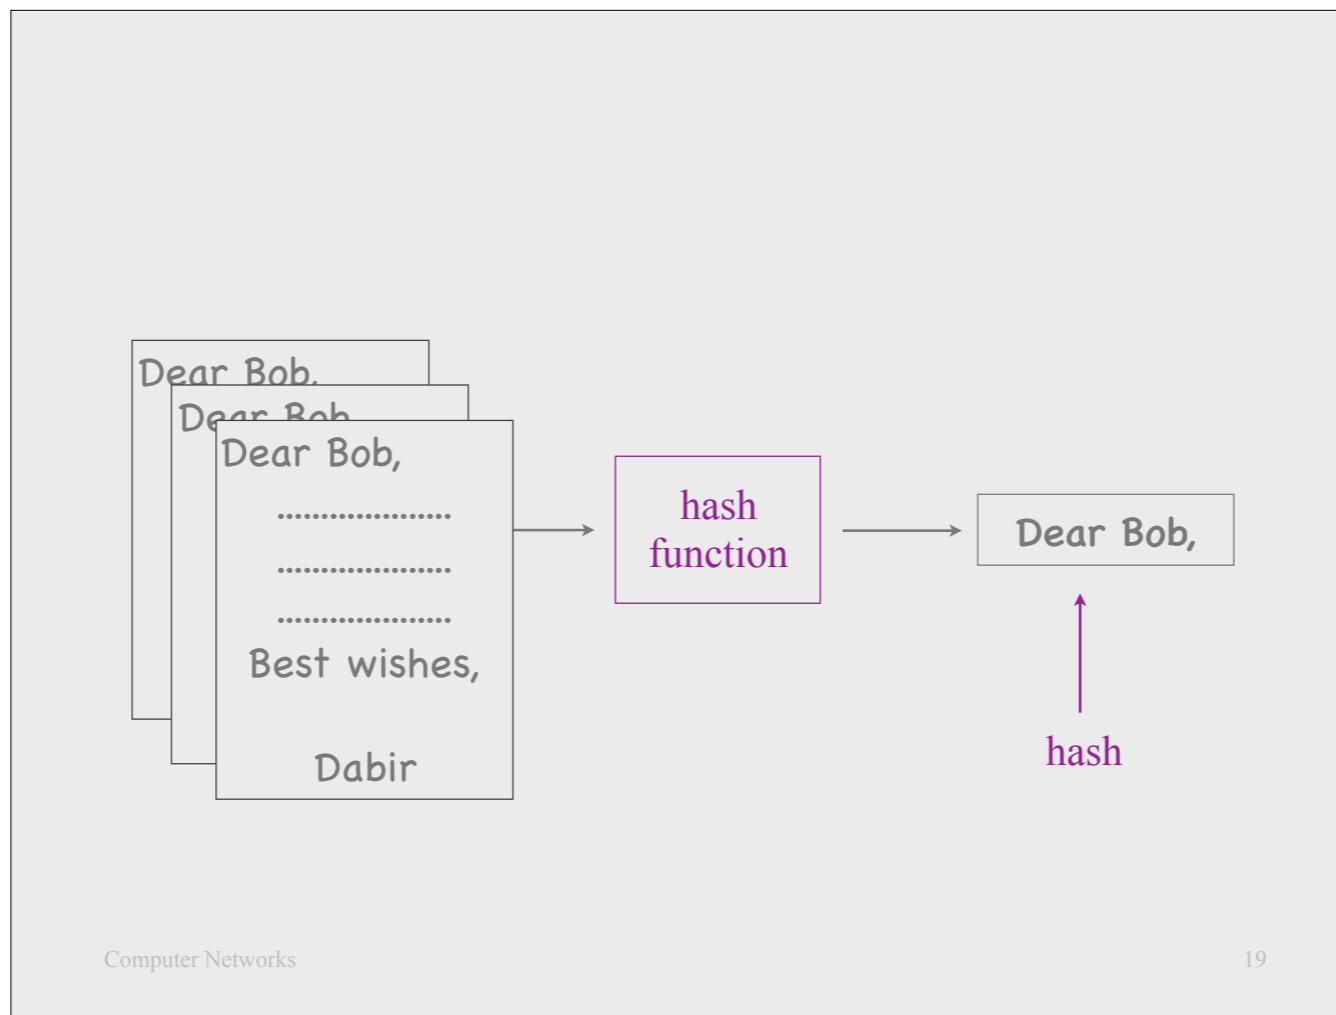 Dear Bob,
Dear Bob
Dear Bob,
....................
....................
....................
Best wishes,
Dabir
hash
function
Dear Bob,
hash
Computer Networks
19